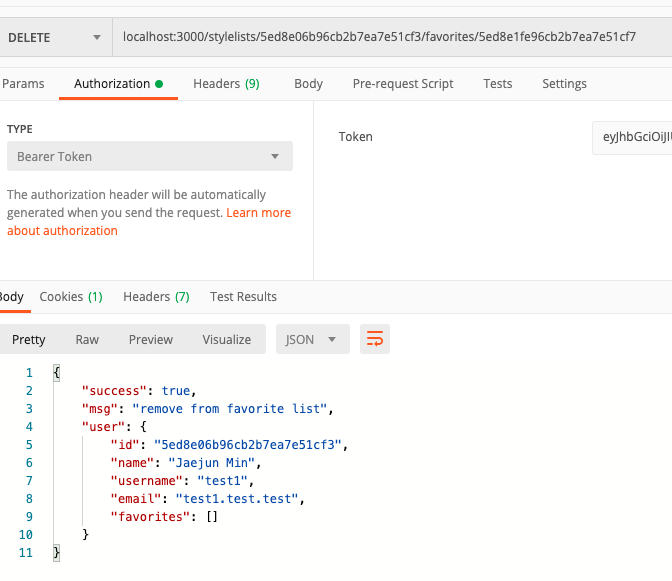 DELETE localhost:3000/stylelists/5ed8e06b96cb2b7ea7e51cf3/favorites/5ed8e1fe96cb2b7ea7e51cf7
Params Authorization Headers (9) Body Pre-request Script Tests Settings
TYPE
Bearer Token
The authorization header will be automatically
generated when you send the request. Learn more
about authorization
Token eyJhbGciOiJIU
Body Cookies (1) Headers (7) Test Results
Pretty Raw Preview Visualize JSON
1 {
2 "success": true,
3 "msg": "remove from favorite list",
4 "user": {
5 "id": "5ed8e06b96cb2b7ea7e51cf3",
6 "name": "Jaejun Min",
7 "username": "test1",
8 "email": "test1.test.test",
9 "favorites": []
10 }
11 }